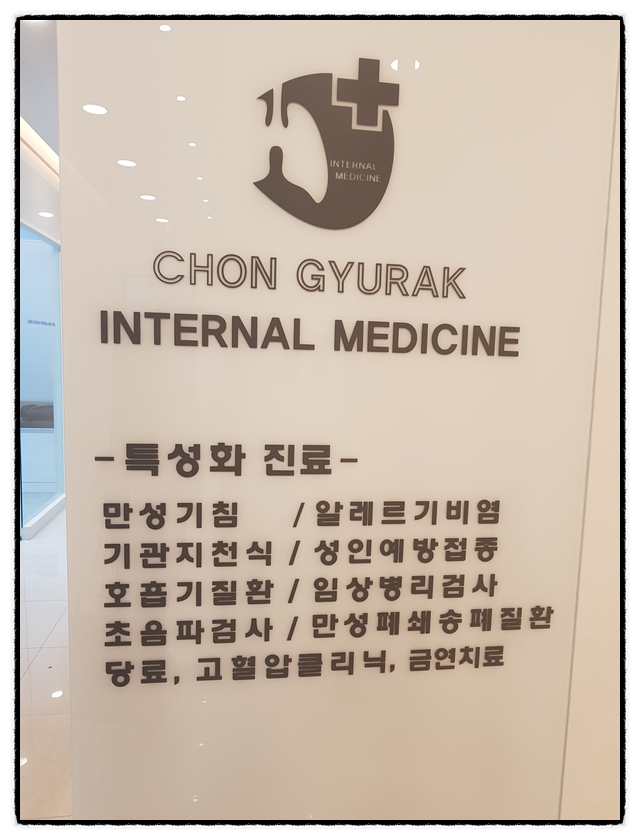 INTERNAL
MEDICINE
CHON GYURAK
INTERNAL MEDICINE
-특성화 진료-
만성기침 / 알레르기비염
기관지천식 / 성인예방접종
호흡기질환 / 임상병리검사
초음파검사 / 만성폐쇄송폐질환
당료, 고혈압클리닉, 금연치료